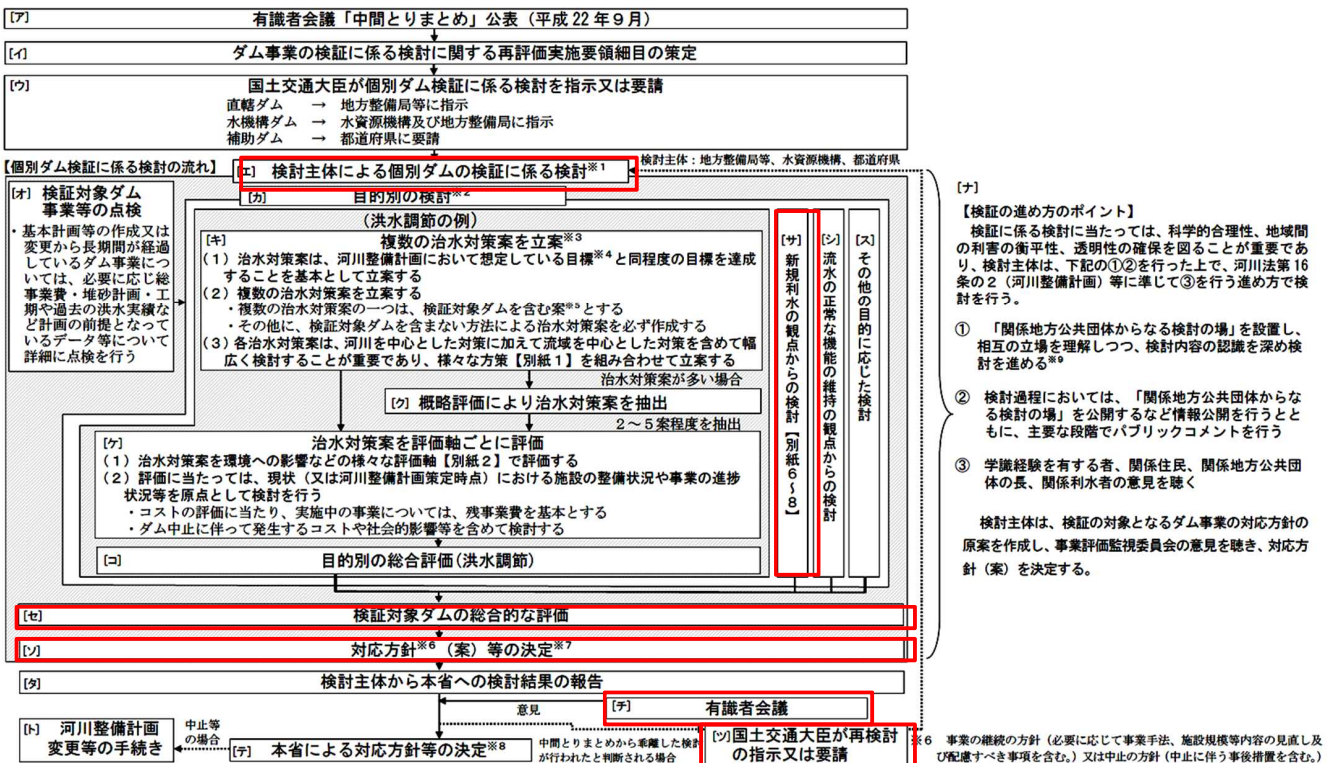 [ア] 有識者会議「中間とりまとめ」公表（平成22年９月）
[イ] ダム事業の検証に係る検討に関する再評価実施要領細目の策定
[ウ] 国土交通大臣が個別ダム検証に係る検討を指示又は要請
直轄ダム → 地方整備局等に指示
水機構ダム → 水資源機構及び地方整備局に指示
補助ダム → 都道府県に要請
【個別ダム検証に係る検討の流れ】
[エ] 検討主体による個別ダムの検証に係る検討※1
検討主体：地方整備局等、水資源機構、都道府県
[オ] 検証対象ダム
事業等の点検
・基本計画等の作成又は
変更から長期間が経過
しているダム事業につ
いては、必要に応じ総
事業費・堆砂計画・工
期や過去の洪水実績な
ど計画の前提となって
いるデータ等について
詳細に点検を行う
[カ] 目的別の検討※2
(洪水調節の例)
[キ] 複数の治水対策案を立案※3
(１) 治水対策案は、河川整備計画において想定している目標※4と同程度の目標を達成
することを基本として立案する
(２) 複数の治水対策案を立案する
・複数の治水対策案の一つは、検証対象ダムを含む案※5とする
・その他に、検証対象ダムを含まない方法による治水対策案を必ず作成する
(３) 各治水対策案は、河川を中心とした対策に加えて流域を中心とした対策を含めて幅
広く検討することが重要であり、様々な方策【別紙１】を組み合わせて立案する
治水対策案が多い場合
[ク] 概略評価により治水対策案を抽出
２～５案程度を抽出
[ケ] 治水対策案を評価軸ごとに評価
(１) 治水対策案を環境への影響などの様々な評価軸【別紙２】で評価する
(２) 評価に当たっては、現状（又は河川整備計画策定時点）における施設の整備状況や事業の進捗
状況等を原点として検討を行う
・コストの評価に当たり、実施中の事業については、残事業費を基本とする
・ダム中止に伴って発生するコストや社会的影響等を含めて検討する
[コ] 目的別の総合評価(洪水調節)
[サ] 新規利水の観点からの検討【別紙６～８】
[シ] 流水の正常な機能の維持の観点からの検討
[ス] その他の目的に応じた検討
[セ] 検証対象ダムの総合的な評価
[ソ] 対応方針※6（案）等の決定※7
[タ] 検討主体から本省への検討結果の報告
意見
[チ] 有識者会議
[ト] 河川整備計画
変更等の手続き
中止等
の場合
[テ] 本省による対応方針等の決定※8
中間とりまとめから乖離した検討
が行われたと判断される場合
[ツ]国土交通大臣が再検討
の指示又は要請
[ナ]
【検証の進め方のポイント】
検証に係る検討に当たっては、科学的合理性、地域間
の利害の衡平性、透明性の確保を図ることが重要であ
り、検討主体は、下記の①②を行った上で、河川法第16
条の２（河川整備計画）等に準じて③を行う進め方で検
討を行う。
① 「関係地方公共団体からなる検討の場」を設置し、
相互の立場を理解しつつ、検討内容の認識を深め検
討を進める※9
② 検討過程においては、「関係地方公共団体からな
る検討の場」を公開するなど情報公開を行うとと
もに、主要な段階でパブリックコメントを行う
③ 学識経験を有する者、関係住民、関係地方公共団
体の長、関係利水者の意見を聴く
検討主体は、検証の対象となるダム事業の対応方針の
原案を作成し、事業評価監視委員会の意見を聴き、対応方
針（案）を決定する。
※６ 事業の継続の方針（必要に応じて事業手法、施設規模等内容の見直し及
び配慮すべき事項を含む。）又は中止の方針（中止に伴う事後措置を含む。）